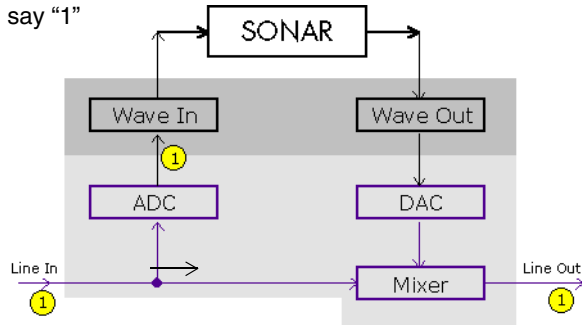 say “1”
SONAR
Wave In
Wave Out
1
ADC
DAC
Line In
Line Out
Mixer
1
1